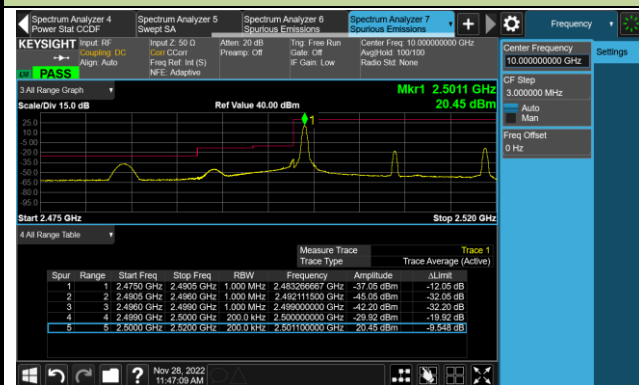 Spectrum Analyzer 4
Power Stat CCDF
Spectrum Analyzer 5
Swept SA
Spectrum Analyzer 6
Spurious Emissions
Spectrum Analyzer 7
Spurious Emissions
Frequency
KEYSIGHT
Input: RF
Coupling: DC
Align: Auto
Input Z: 50 Ω
Corr CCorr
Freq Ref: Int (S)
NFE: Adaptive
Atten: 20 dB
Preamp: Off
Trig: Free Run
Gate: Off
IF Gain: Low
Center Freq: 10.000000000 GHz
Avg|Hold: 100/100
Radio Std: None
PASS
Center Frequency
10.000000000 GHz
Settings
CF Step
3.000000 MHz
Auto
Man
Freq Offset
0 Hz
3 All Range Graph
Scale/Div 15.0 dB
Ref Value 40.00 dBm
Mkr1 2.5011 GHz
20.45 dBm
25.0
10.0
-5.00
-20.0
-35.0
-50.0
-65.0
-80.0
-95.0
1
Start 2.475 GHz
Stop 2.520 GHz
4 All Range Table
Measure Trace Trace 1
Trace Type Trace Average (Active)
Spur Range Start Freq Stop Freq RBW Frequency Amplitude ΔLimit
1 1 2.4750 GHz 2.4905 GHz 1.000 MHz 2.483266667 GHz -37.05 dBm -12.05 dB
2 2 2.4905 GHz 2.4960 GHz 1.000 MHz 2.492111500 GHz -45.05 dBm -32.05 dB
3 3 2.4960 GHz 2.4990 GHz 1.000 MHz 2.499000000 GHz -42.20 dBm -32.20 dB
4 4 2.4990 GHz 2.5000 GHz 200.0 kHz 2.500000000 GHz -29.92 dBm -19.92 dB
5 5 2.5000 GHz 2.5200 GHz 200.0 kHz 2.501100000 GHz 20.45 dBm -9.548 dB
Nov 28, 2022
11:47:09 AM